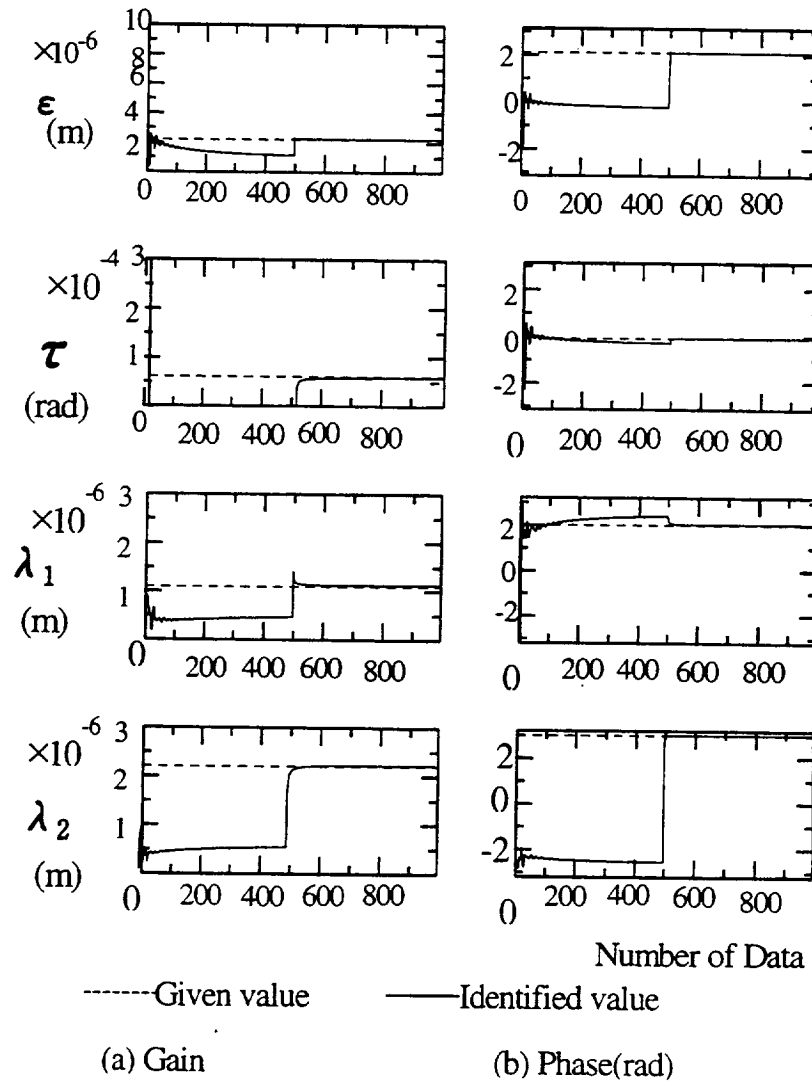 10
×10-6
8
6
ε
4
(m)
2
0 200 400 600 800
2
0
-2
0 200 400 600 800
×10-4
3
2
τ
1
(rad)
0 200 400 600 800
2
0
-2
0 200 400 600 800
×10-6
3
2
λ1
1
(m)
0 200 400 600 800
2
0
-2
0 200 400 600 800
×10-6
3
2
λ2
1
(m)
0 200 400 600 800
2
0
-2
0 200 400 600 800
Number of Data
Given value Identified value
(a) Gain (b) Phase(rad)